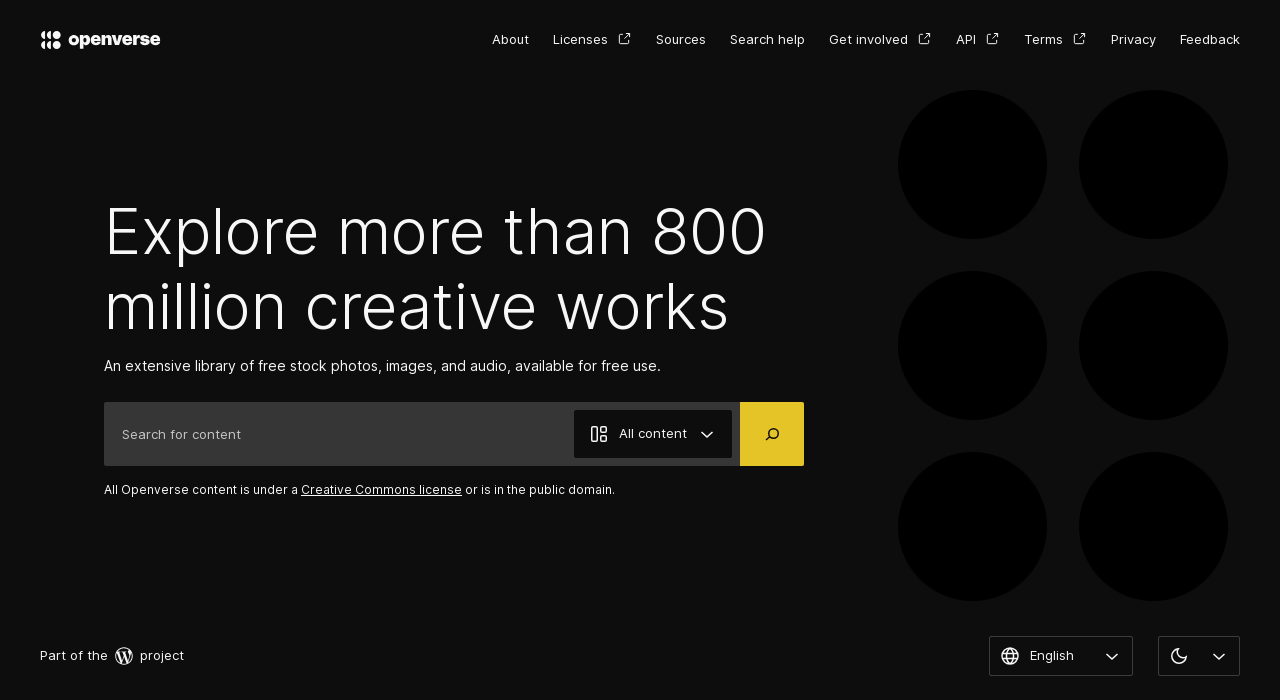 openverse
About
Licenses
Sources
Search help
Get involved
API
Terms
Privacy
Feedback
Explore more than 800
million creative works
An extensive library of free stock photos, images, and audio, available for free use.
Search for content
All content
All Openverse content is under a Creative Commons license or is in the public domain.
Part of the project
English